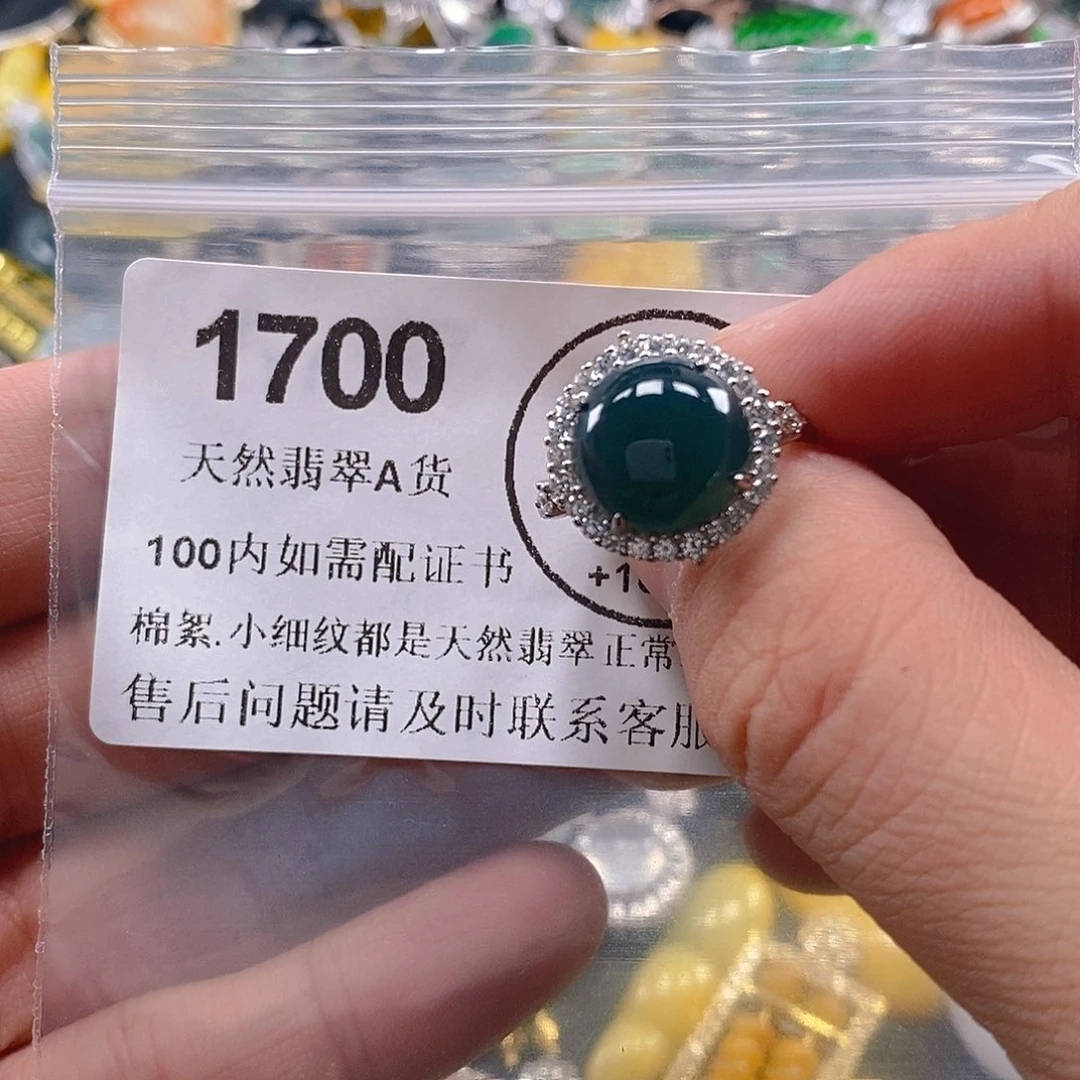 1700
天然翡翠A货
100内如需配证书
+1
棉絮.小细纹都是天然翡翠正常
售后问题请及时联系客服